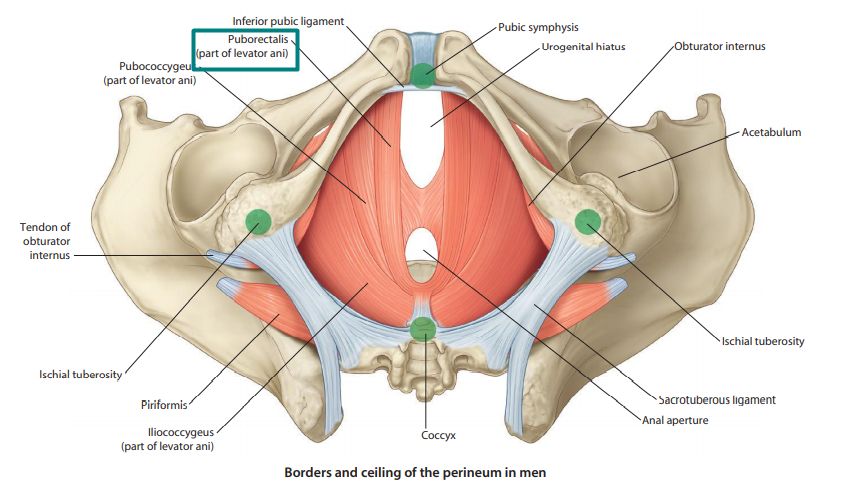 Inferior pubic ligament
Puborectalis
(part of levator ani)
Pubococcygeu
(part of levator ani)
Pubic symphysis
Urogenital hiatus
Obturator internus
Acetabulum
Tendon of
obturator
internus
Ischial tuberosity
Ischial tuberosity
Piriformis
Sacrotuberous ligament
Anal aperture
Iliococcygeus
(part of levator ani)
Coccyx
Borders and ceiling of the perineum in men